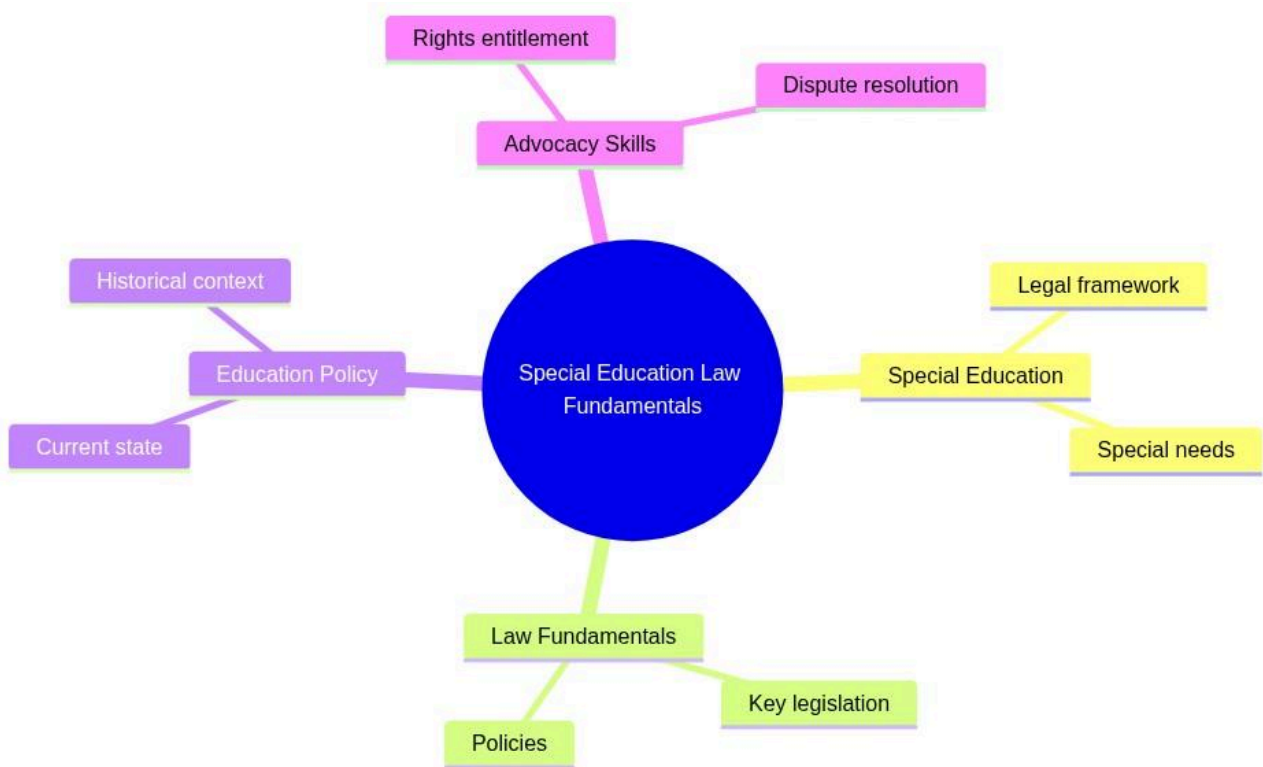 Rights entitlement
Dispute resolution
Advocacy Skills
Historical context
Legal framework
Education Policy
Special Education Law
Fundamentals
Special Education
Current state
Special needs
Law Fundamentals
Key legislation
Policies